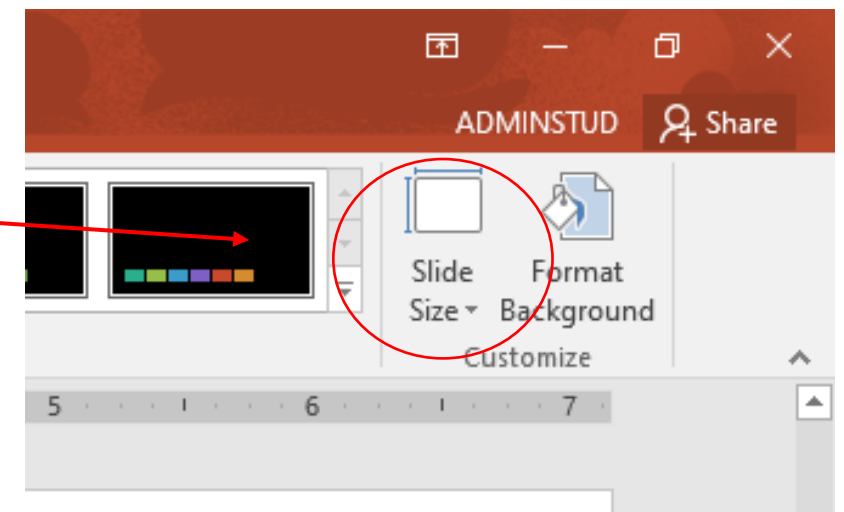 ADMINSTUD Share
Slide Format
Size Background
Customize
5 6 7